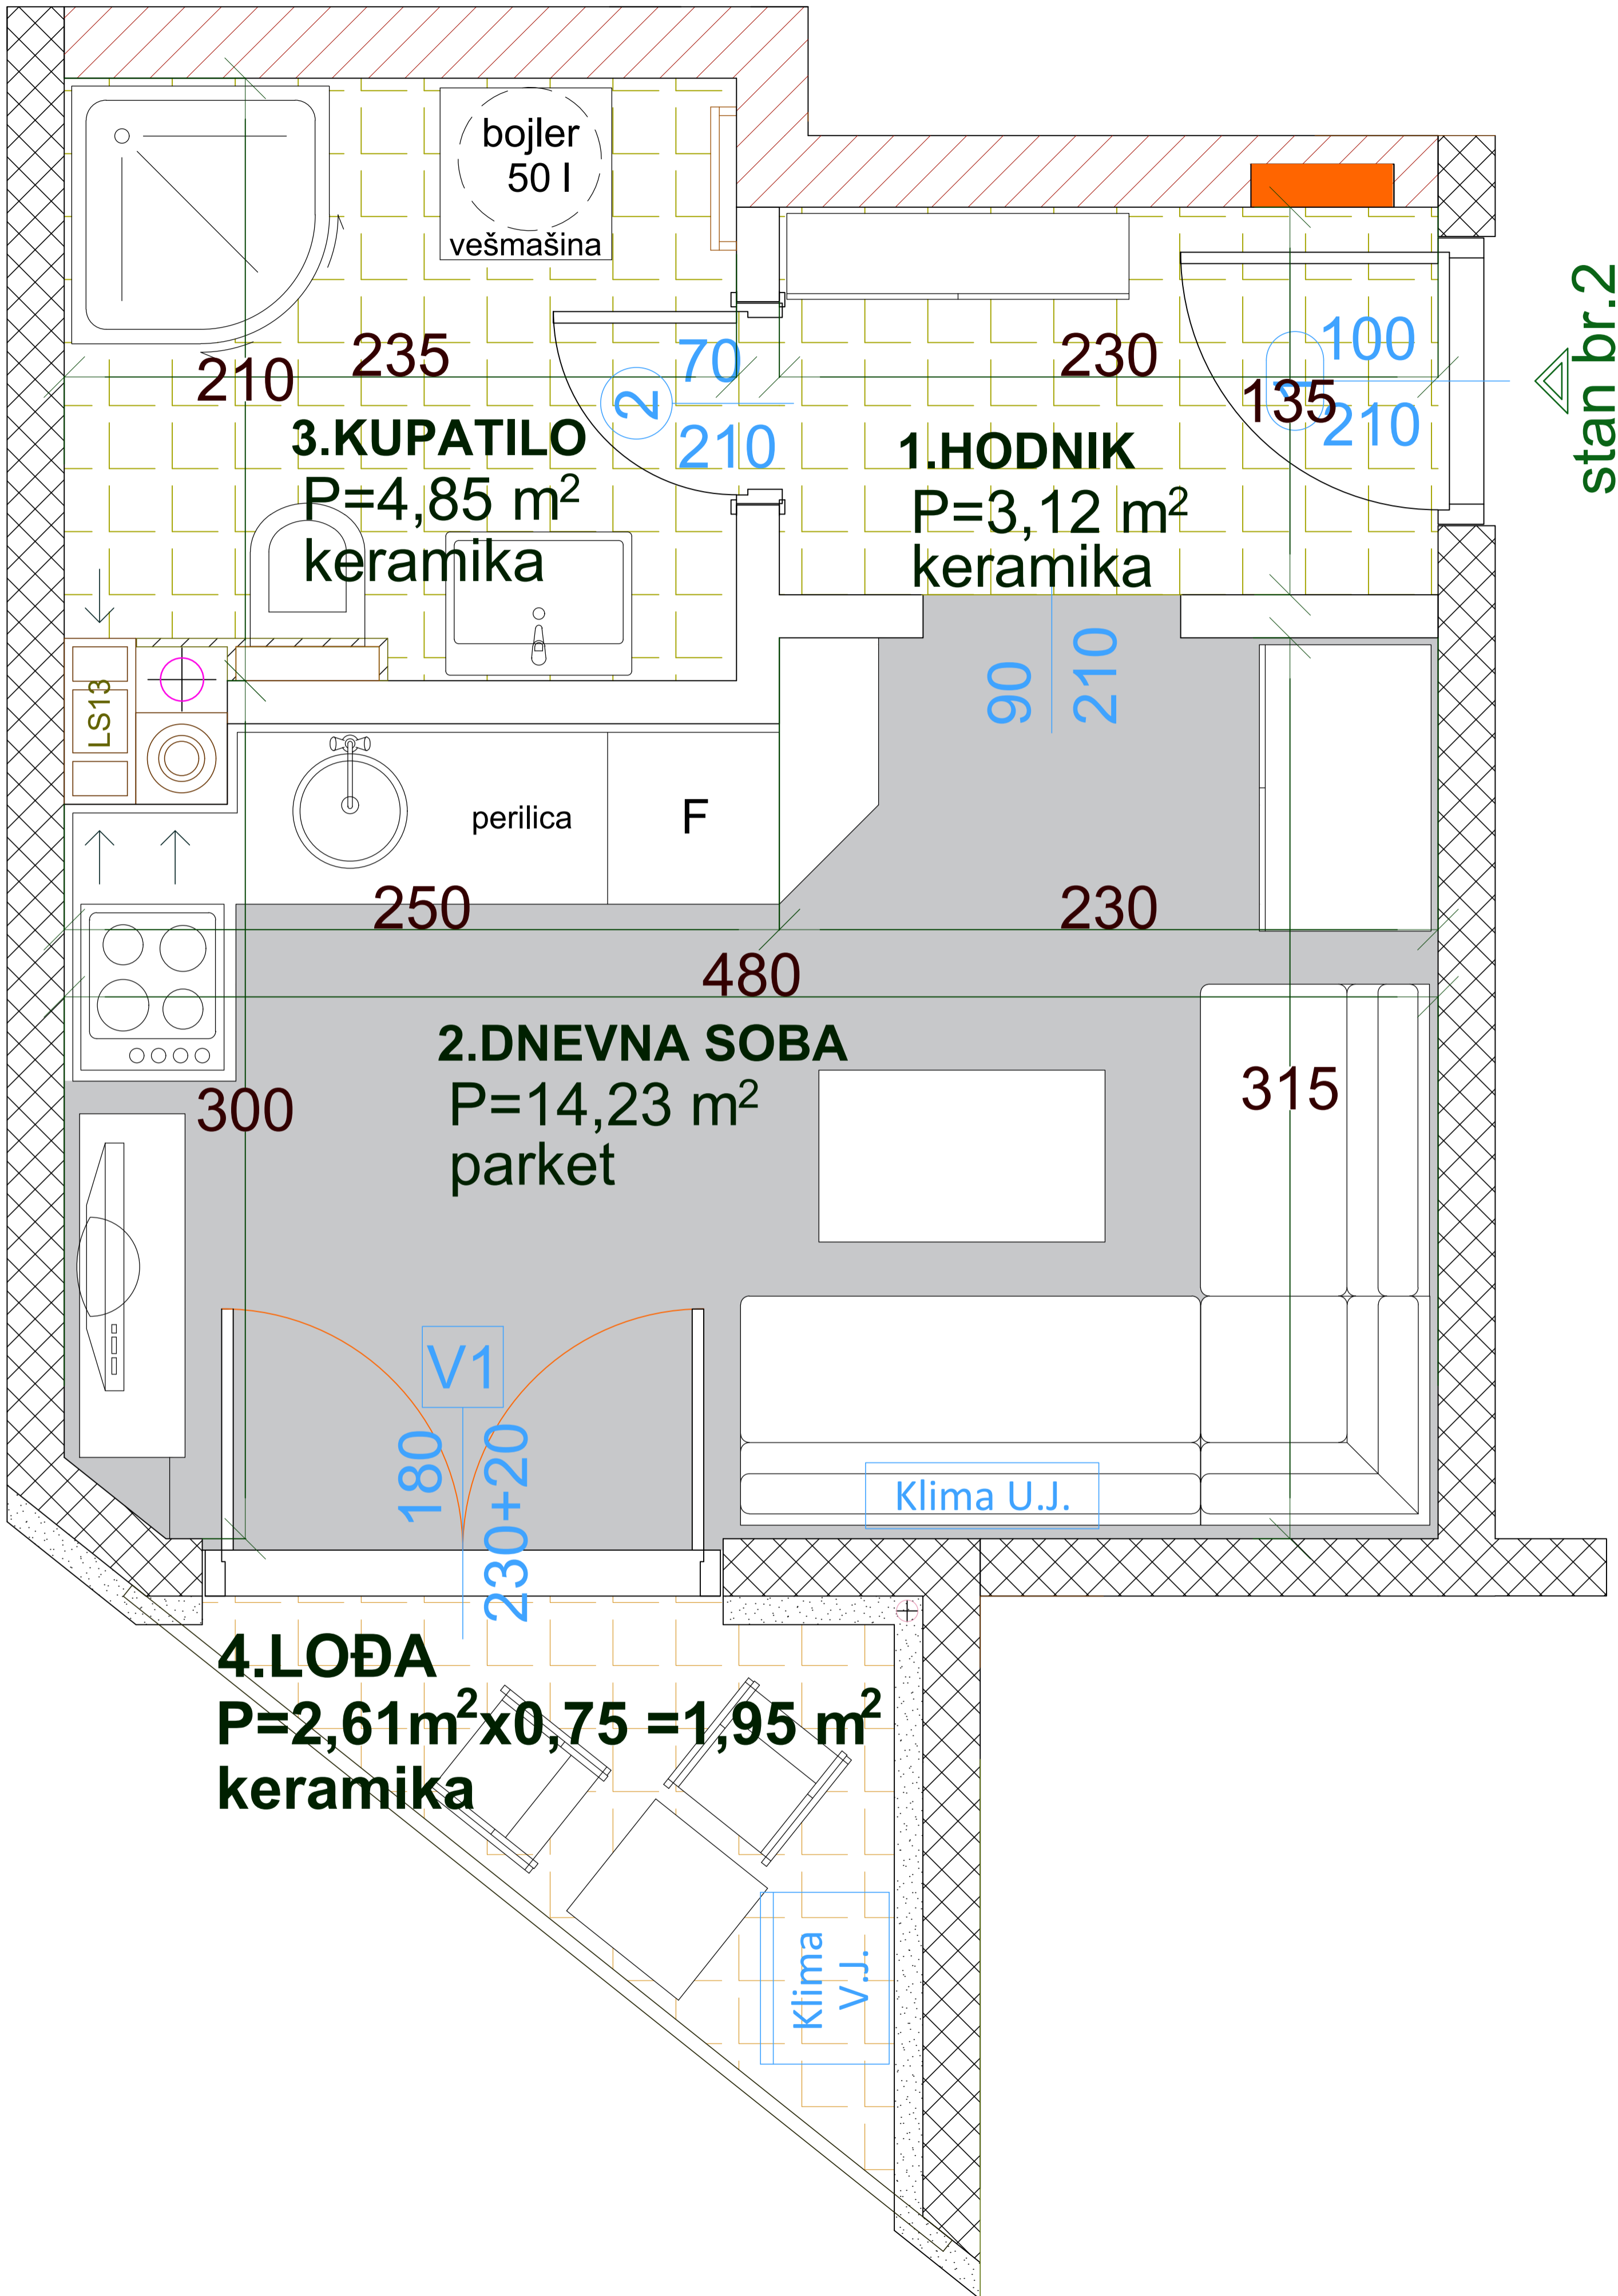 bojler
50 l
vešmašina
235
210
70
2
210
230
100
1
135
210
stan br.2
3.KUPATILO
P=4,85 m²
keramika
1.HODNIK
P=3,12 m²
keramika
90
210
LS13
perilica
F
250
230
480
2.DNEVNA SOBA
P=14,23 m²
parket
300
315
V1
180
230+20
Klima U.J.
4.LOĐA
P=2,61m²x0,75 =1,95 m²
keramika
Klima
V.J.